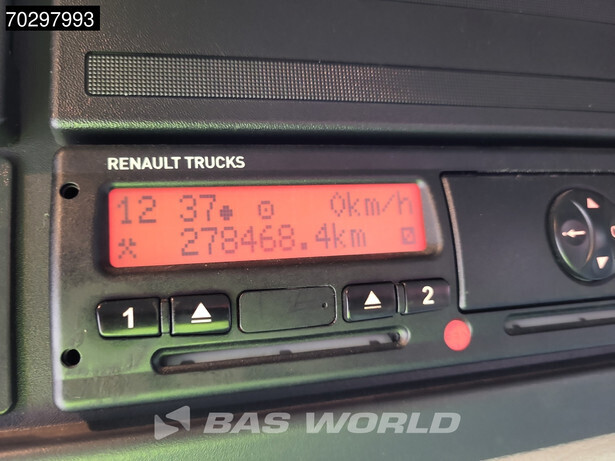 70297993
RENAULT TRUCKS
12 37 0km/h
278468.4km
1 2
BAS WORLD